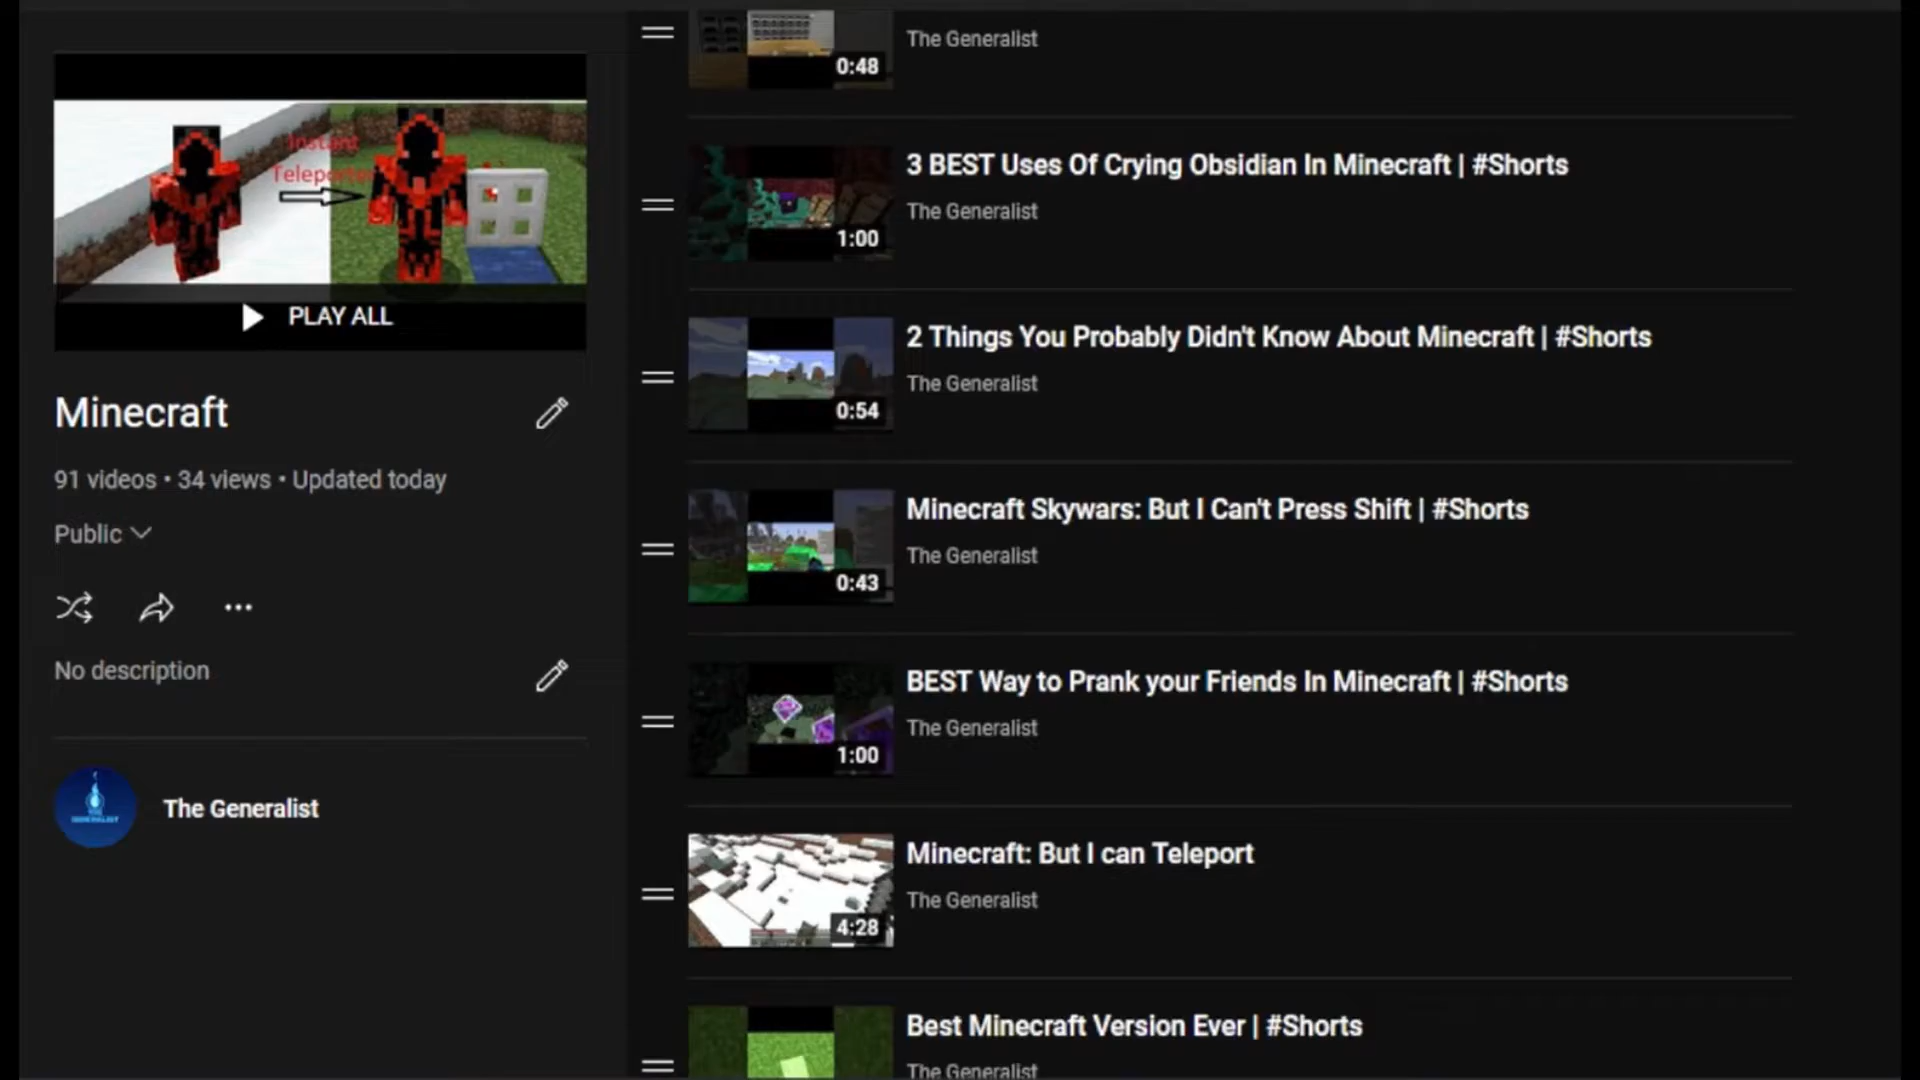 Instant
Teleporter
PLAY ALL
Minecraft
91 videos • 34 views • Updated today
Public
No description
The Generalist
The Generalist
0:48
3 BEST Uses Of Crying Obsidian In Minecraft | #Shorts
The Generalist
1:00
2 Things You Probably Didn't Know About Minecraft | #Shorts
The Generalist
0:54
Minecraft Skywars: But I Can't Press Shift | #Shorts
The Generalist
0:43
BEST Way to Prank your Friends In Minecraft | #Shorts
The Generalist
1:00
Minecraft: But I can Teleport
The Generalist
4:28
Best Minecraft Version Ever | #Shorts
The Generalist